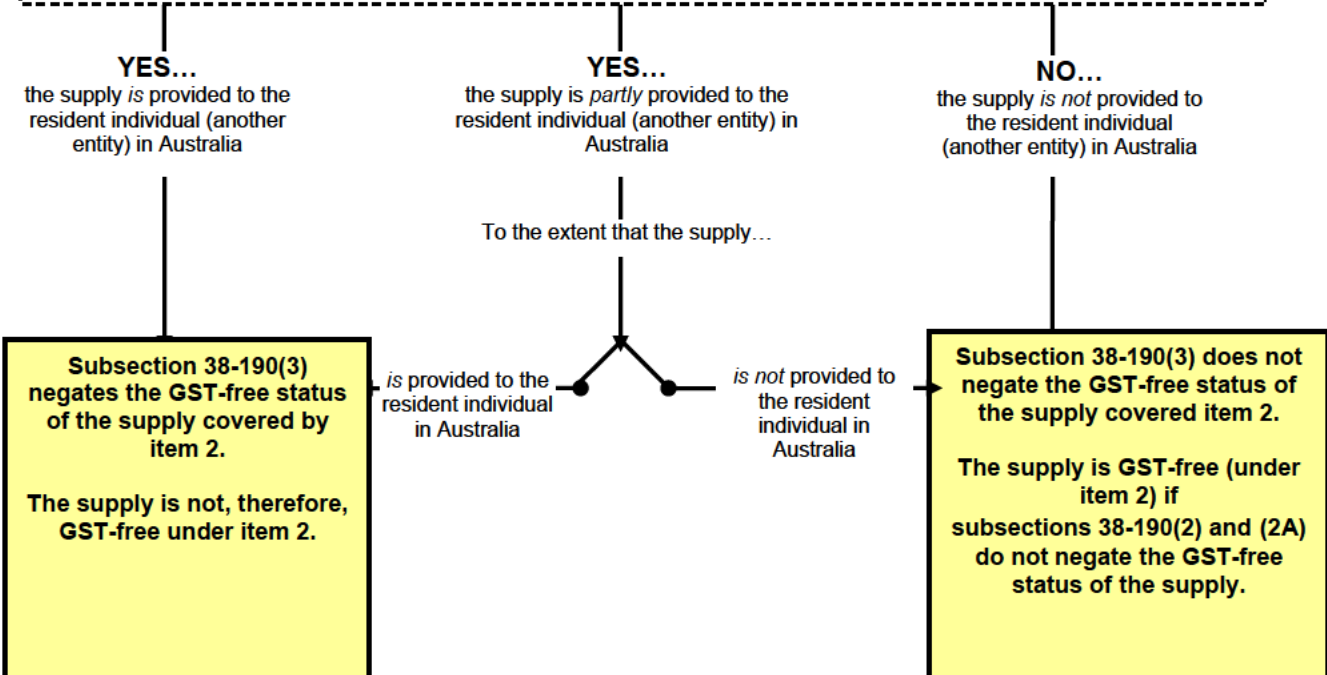 YES…
the supply is provided to the
resident individual (another
entity) in Australia
YES…
the supply is partly provided to the
resident individual (another entity) in
Australia
NO…
the supply is not provided to
the resident individual
(another entity) in Australia
To the extent that the supply…
is provided to the
resident individual
in Australia
is not provided to
the resident
individual in
Australia
Subsection 38-190(3)
negates the GST-free status
of the supply covered by
item 2.
The supply is not, therefore,
GST-free under item 2.
Subsection 38-190(3) does not
negate the GST-free status of
the supply covered item 2.
The supply is GST-free (under
item 2) if
subsections 38-190(2) and (2A)
do not negate the GST-free
status of the supply.